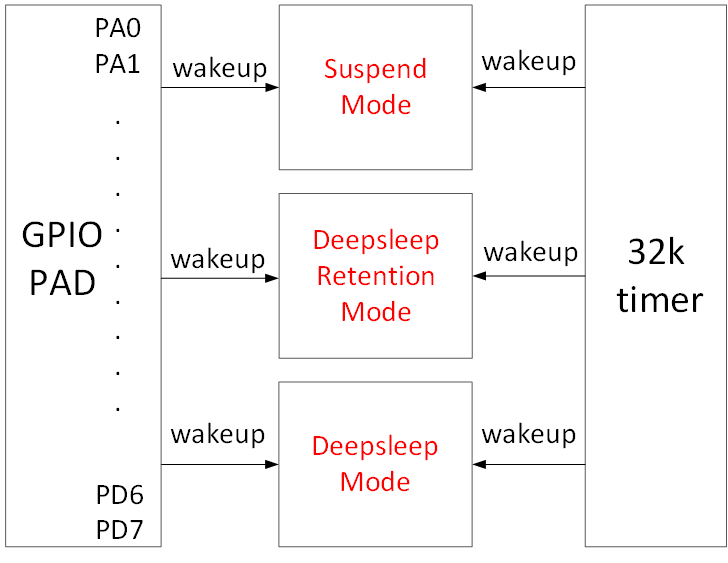 PA0
PA1
GPIO
PAD
PD6
PD7
wakeup
Suspend
Mode
wakeup
wakeup
Deepsleep
Retention
Mode
wakeup
wakeup
Deepsleep
Mode
wakeup
32k
timer